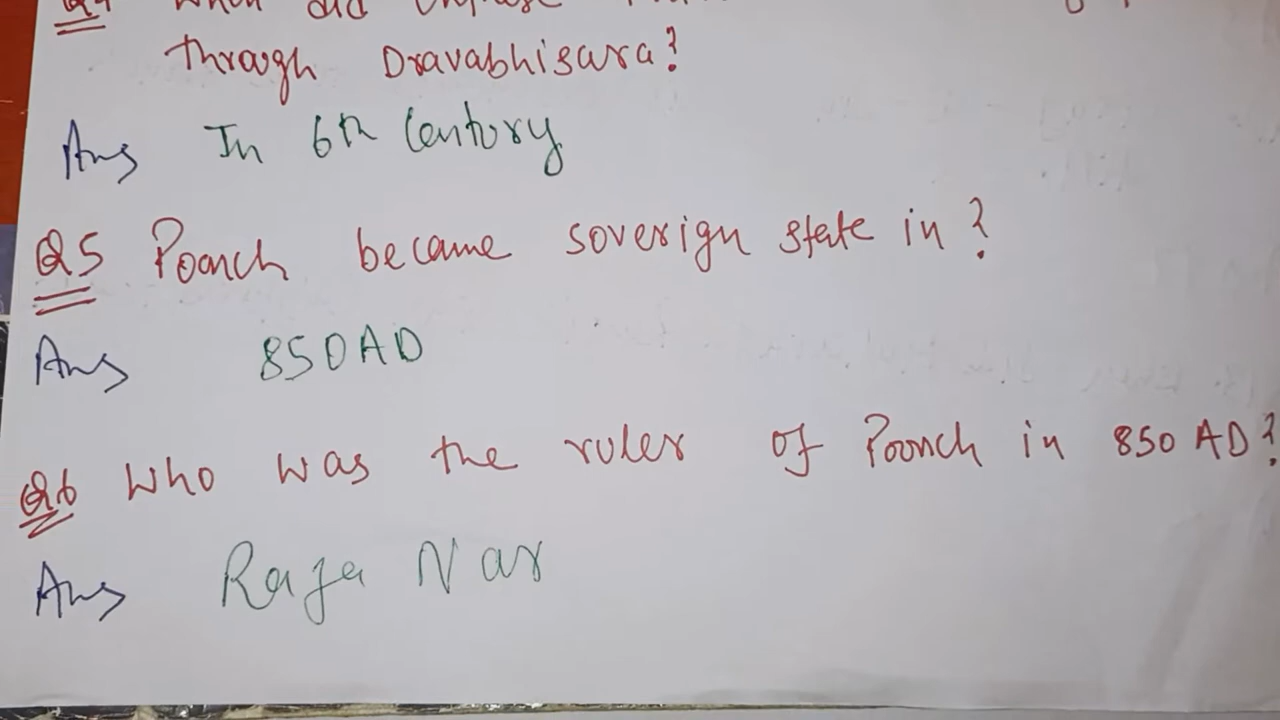 through Dravabhisara?
Ans In 6th Century
Q5 Poonch became soverign state in?
Ans 850AD
Q6 Who was the ruler of Poonch in 850 AD?
Ans Raja Nar